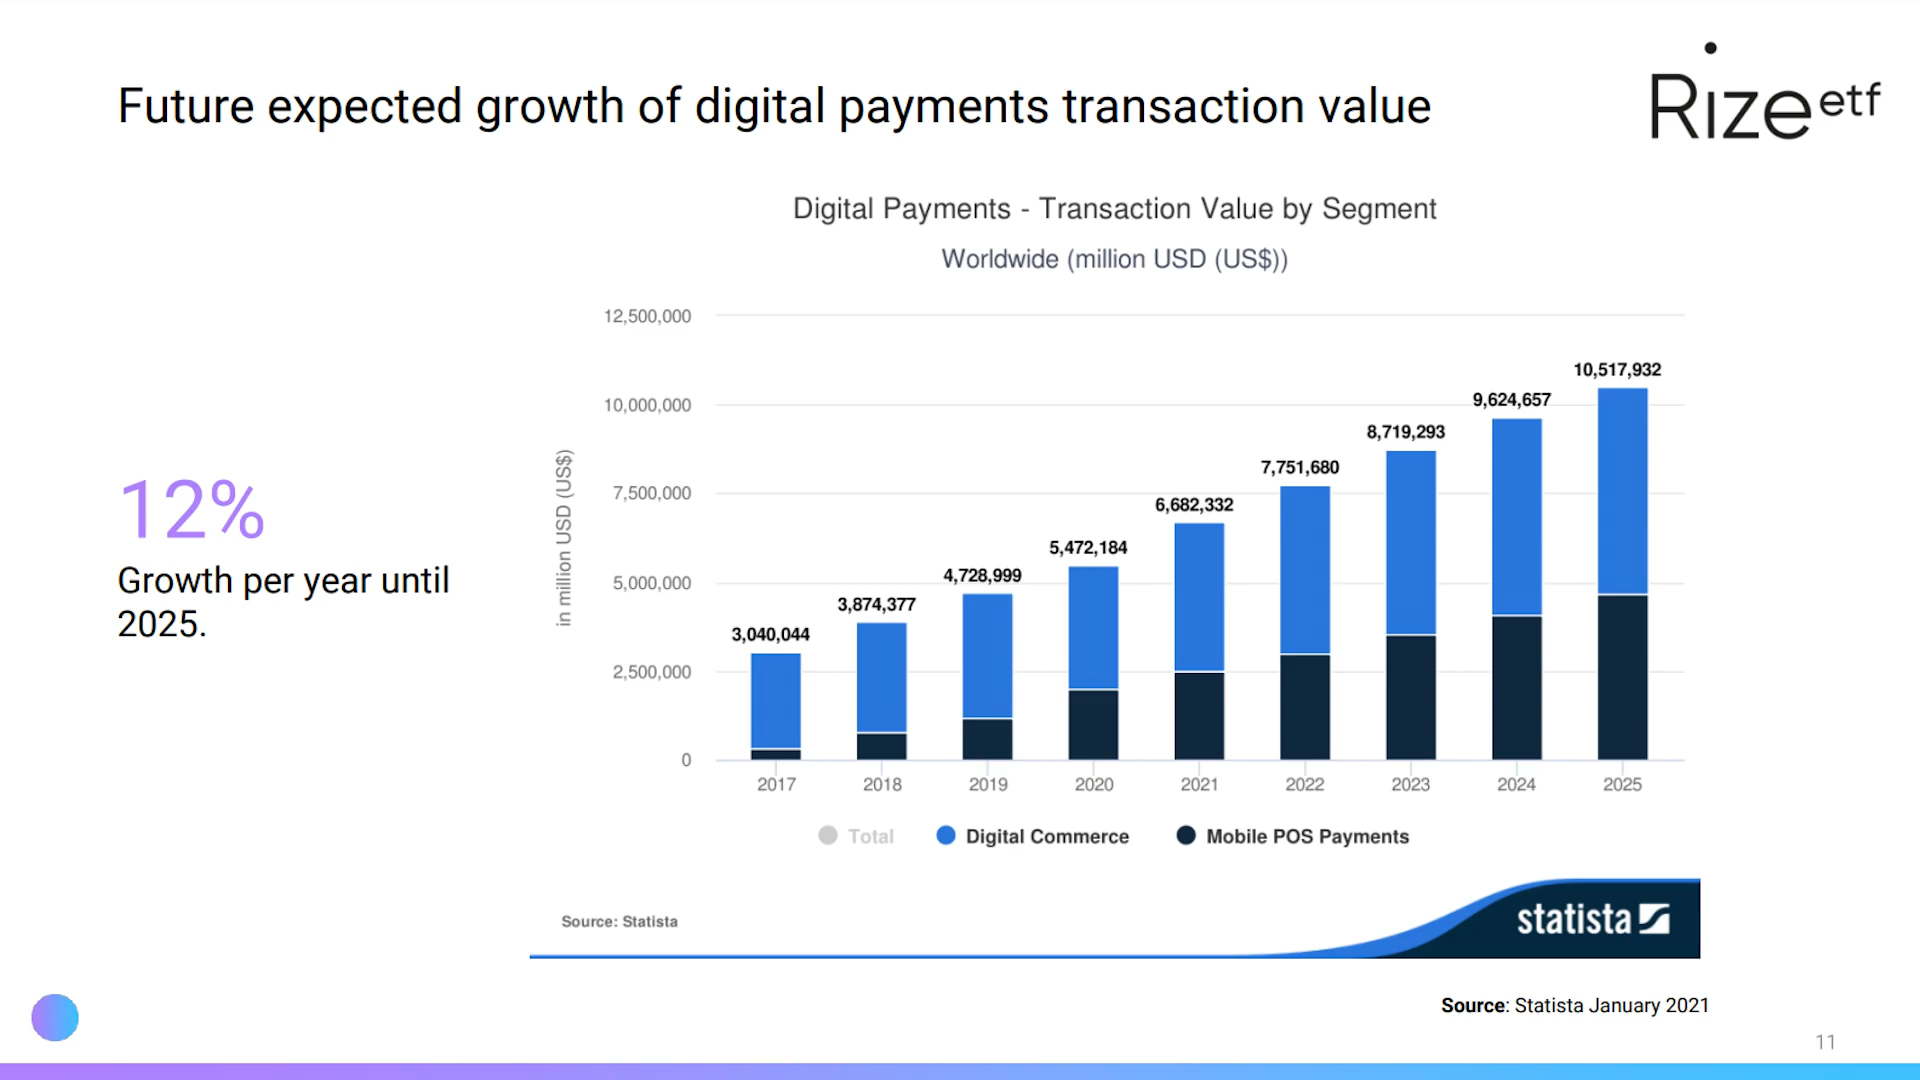 Future expected growth of digital payments transaction value
Rize etf
Digital Payments - Transaction Value by Segment
Worldwide (million USD (US$))
12%
Growth per year until
2025.
in million USD (US$)
12,500,000
10,000,000
7,500,000
5,000,000
2,500,000
0
3,040,044
3,874,377
4,728,999
5,472,184
6,682,332
7,751,680
8,719,293
9,624,657
10,517,932
2017 2018 2019 2020 2021 2022 2023 2024 2025
Total Digital Commerce Mobile POS Payments
Source: Statista
statista
Source: Statista January 2021
11